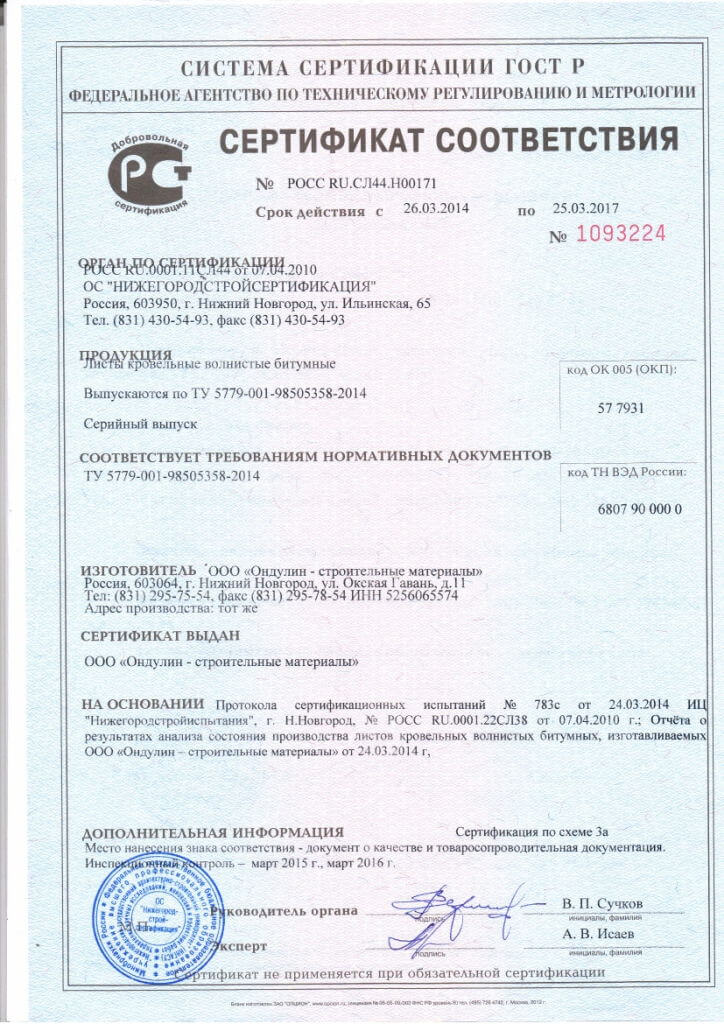 СИСТЕМА СЕРТИФИКАЦИИ ГОСТ Р
ФЕДЕРАЛЬНОЕ АГЕНТСТВО ПО ТЕХНИЧЕСКОМУ РЕГУЛИРОВАНИЮ И МЕТРОЛОГИИ
Добровольная
РСТ
сертификация
СЕРТИФИКАТ СООТВЕТСТВИЯ
№ РОСС RU.СЛ44.Н00171
Срок действия с 26.03.2014 по 25.03.2017
№ 1093224
ОРГАН ПО СЕРТИФИКАЦИИ
РОСС RU.0001.11СЛ44 от 07.04.2010
ОС "НИЖЕГОРОДСТРОЙСЕРТИФИКАЦИЯ"
Россия, 603950, г. Нижний Новгород, ул. Ильинская, 65
Тел. (831) 430-54-93, факс (831) 430-54-93
ПРОДУКЦИЯ
Листы кровельные волнистые битумные
код ОК 005 (ОКП):
Выпускаются по ТУ 5779-001-98505358-2014
57 7931
Серийный выпуск
СООТВЕТСТВУЕТ ТРЕБОВАНИЯМ НОРМАТИВНЫХ ДОКУМЕНТОВ
ТУ 5779-001-98505358-2014
код ТН ВЭД России:
6807 90 000 0
ИЗГОТОВИТЕЛЬ ООО «Ондулин - строительные материалы»
Россия, 603064, г. Нижний Новгород, ул. Окская Гавань, д.11
Тел: (831) 295-75-54, факс (831) 295-78-54 ИНН 5256065574
Адрес производства: тот же
СЕРТИФИКАТ ВЫДАН
ООО «Ондулин - строительные материалы»
НА ОСНОВАНИИ Протокола сертификационных испытаний № 783с от 24.03.2014 ИЦ
"Нижегородстройиспытания", г. Н.Новгород, № РОСС RU.0001.22СЛ38 от 07.04.2010 г.; Отчёта о
результатах анализа состояния производства листов кровельных волнистых битумных, изготавливаемых
ООО «Ондулин – строительные материалы» от 24.03.2014 г,
ДОПОЛНИТЕЛЬНАЯ ИНФОРМАЦИЯ Сертификация по схеме 3а
Место нанесения знака соответствия - документ о качестве и товаросопроводительная документация.
Инспекционный контроль – март 2015 г., март 2016 г.
ОС
"Нижегород-
строй-
сертификация"
М.П.
Руководитель органа
подпись
В. П. Сучков
инициалы, фамилия
Эксперт
подпись
А. В. Исаев
инициалы, фамилия
Сертификат не применяется при обязательной сертификации